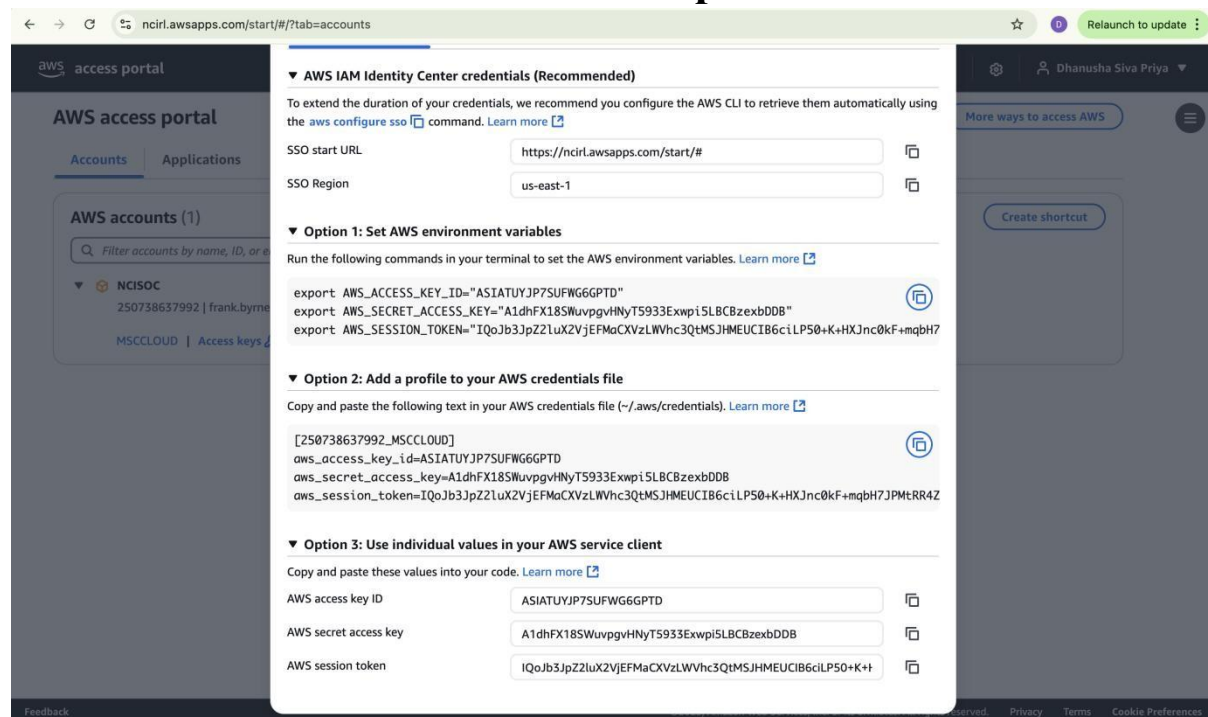 ncirl.awsapps.com/start/#/?tab=accounts
D
Relaunch to update
aws access portal
Dhanusha Siva Priya
AWS access portal
More ways to access AWS
Accounts
Applications
AWS accounts (1)
Create shortcut
Filter accounts by name, ID, or e
NCISOC
250738637992 | frank.byrne
MSCCLOUD | Access keys
AWS IAM Identity Center credentials (Recommended)
To extend the duration of your credentials, we recommend you configure the AWS CLI to retrieve them automatically using
the aws configure sso command. Learn more
SSO start URL
https://ncirl.awsapps.com/start/#
SSO Region
us-east-1
Option 1: Set AWS environment variables
Run the following commands in your terminal to set the AWS environment variables. Learn more
export AWS_ACCESS_KEY_ID="ASIATUYJP7SUFWG6GPTD"
export AWS_SECRET_ACCESS_KEY="A1dhFX18SWuvpgvHNyT5933Exwpi5LBCBzexbDDB"
export AWS_SESSION_TOKEN="IQoJb3JpZ2luX2VjEFMaCXVzLWVhc3QtMSJHMEUCIB6ciLP50+K+HXJnc0kF+mqbH7
Option 2: Add a profile to your AWS credentials file
Copy and paste the following text in your AWS credentials file (~/.aws/credentials). Learn more
[250738637992_MSCCLOUD]
aws_access_key_id=ASIATUYJP7SUFWG6GPTD
aws_secret_access_key=A1dhFX18SWuvpgvHNyT5933Exwpi5LBCBzexbDDB
aws_session_token=IQoJb3JpZ2luX2VjEFMaCXVzLWVhc3QtMSJHMEUCIB6ciLP50+K+HXJnc0kF+mqbH7JPMtRR4Z
Option 3: Use individual values in your AWS service client
Copy and paste these values into your code. Learn more
AWS access key ID
ASIATUYJP7SUFWG6GPTD
AWS secret access key
A1dhFX18SWuvpgvHNyT5933Exwpi5LBCBzexbDDB
AWS session token
IQoJb3JpZ2luX2VjEFMaCXVzLWVhc3QtMSJHMEUCIB6ciLP50+K+H
Feedback
reserved.
Privacy
Terms
Cookie Preferences